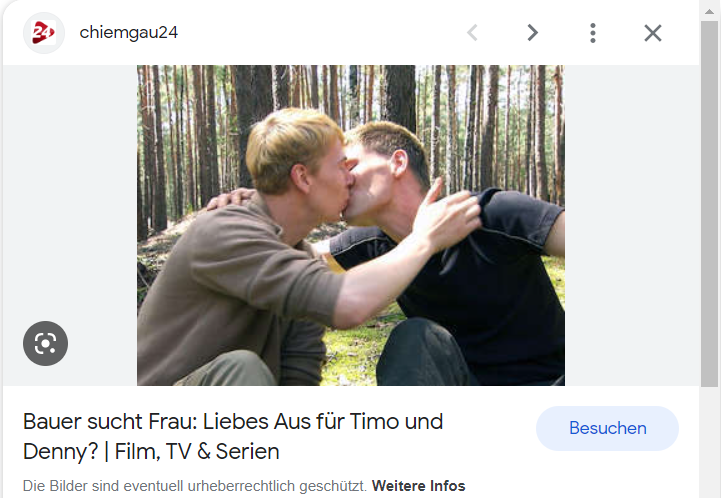 24
chiemgau24
Bauer sucht Frau: Liebes Aus für Timo und
Denny? | Film, TV & Serien
Besuchen
Die Bilder sind eventuell urheberrechtlich geschützt. Weitere Infos